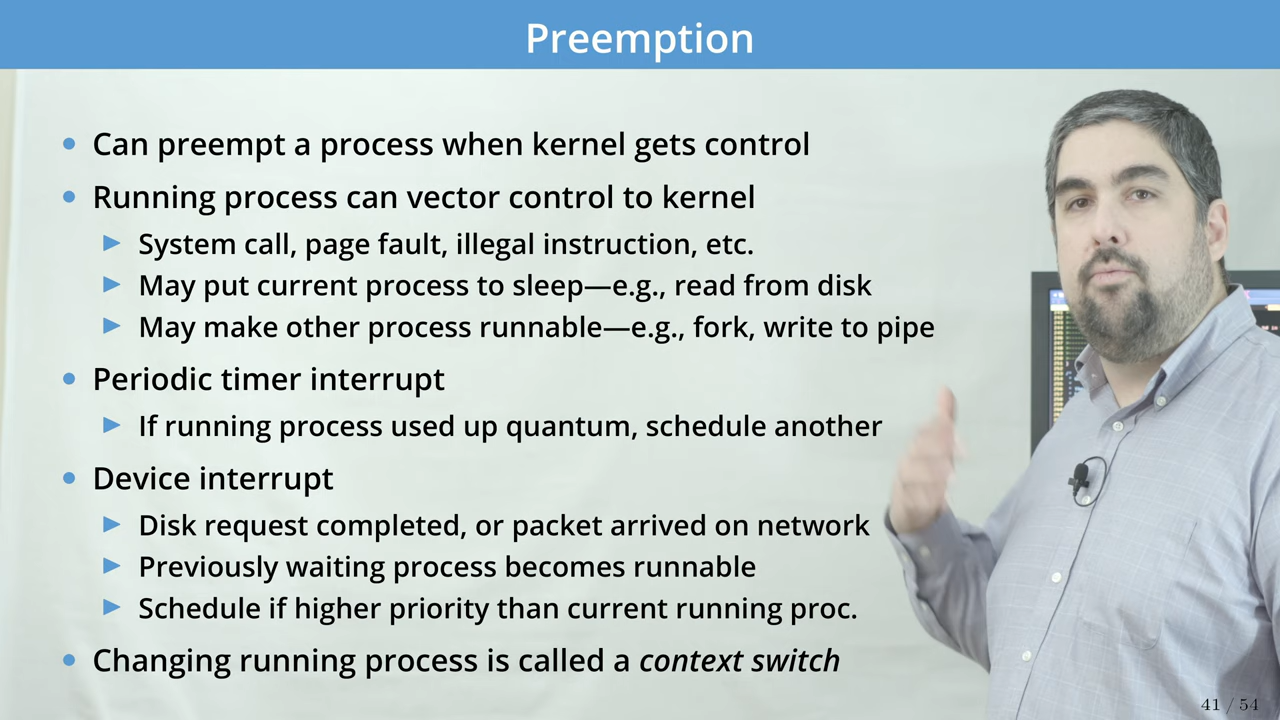 Preemption
Can preempt a process when kernel gets control
Running process can vector control to kernel
System call, page fault, illegal instruction, etc.
May put current process to sleep—e.g., read from disk
May make other process runnable—e.g., fork, write to pipe
Periodic timer interrupt
If running process used up quantum, schedule another
Device interrupt
Disk request completed, or packet arrived on network
Previously waiting process becomes runnable
Schedule if higher priority than current running proc.
Changing running process is called a context switch
41 / 54